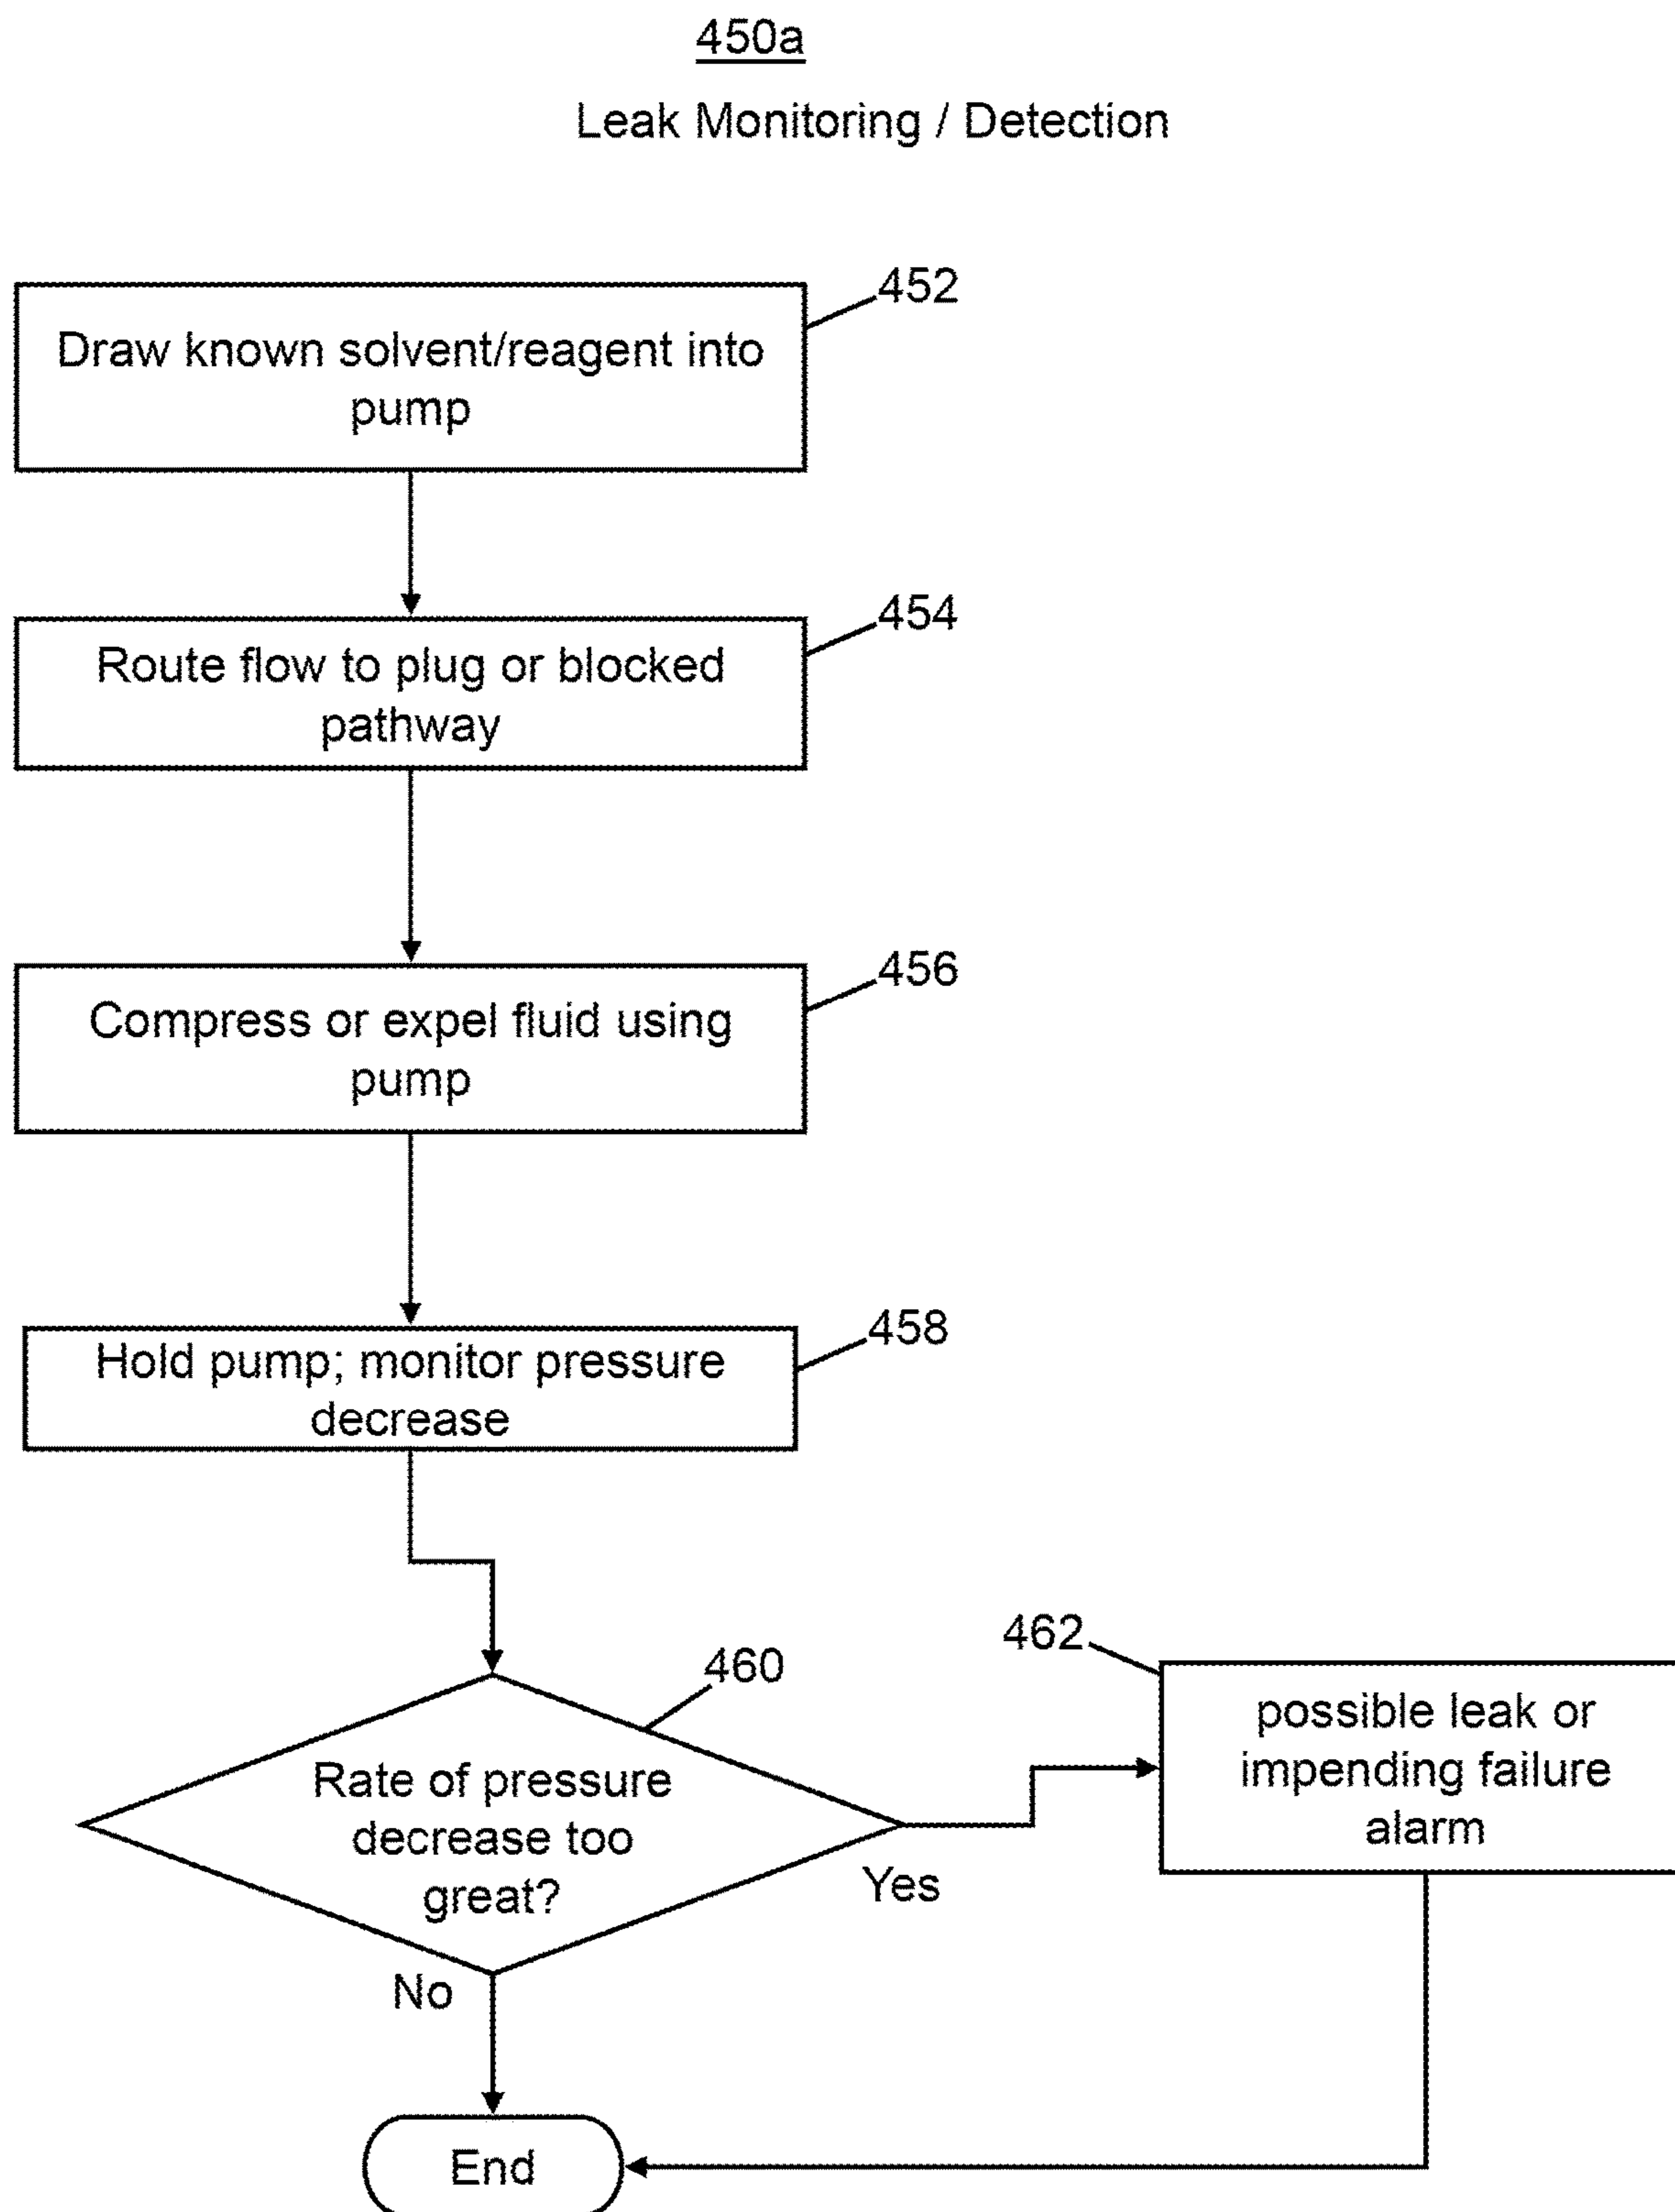 450a
Leak Monitoring / Detection
452
Draw known solvent/reagent into
pump
454
Route flow to plug or blocked
pathway
456
Compress or expel fluid using
pump
458
Hold pump; monitor pressure
decrease
460
Rate of pressure
decrease too
great?
462
possible leak or
impending failure
alarm
Yes
No
End